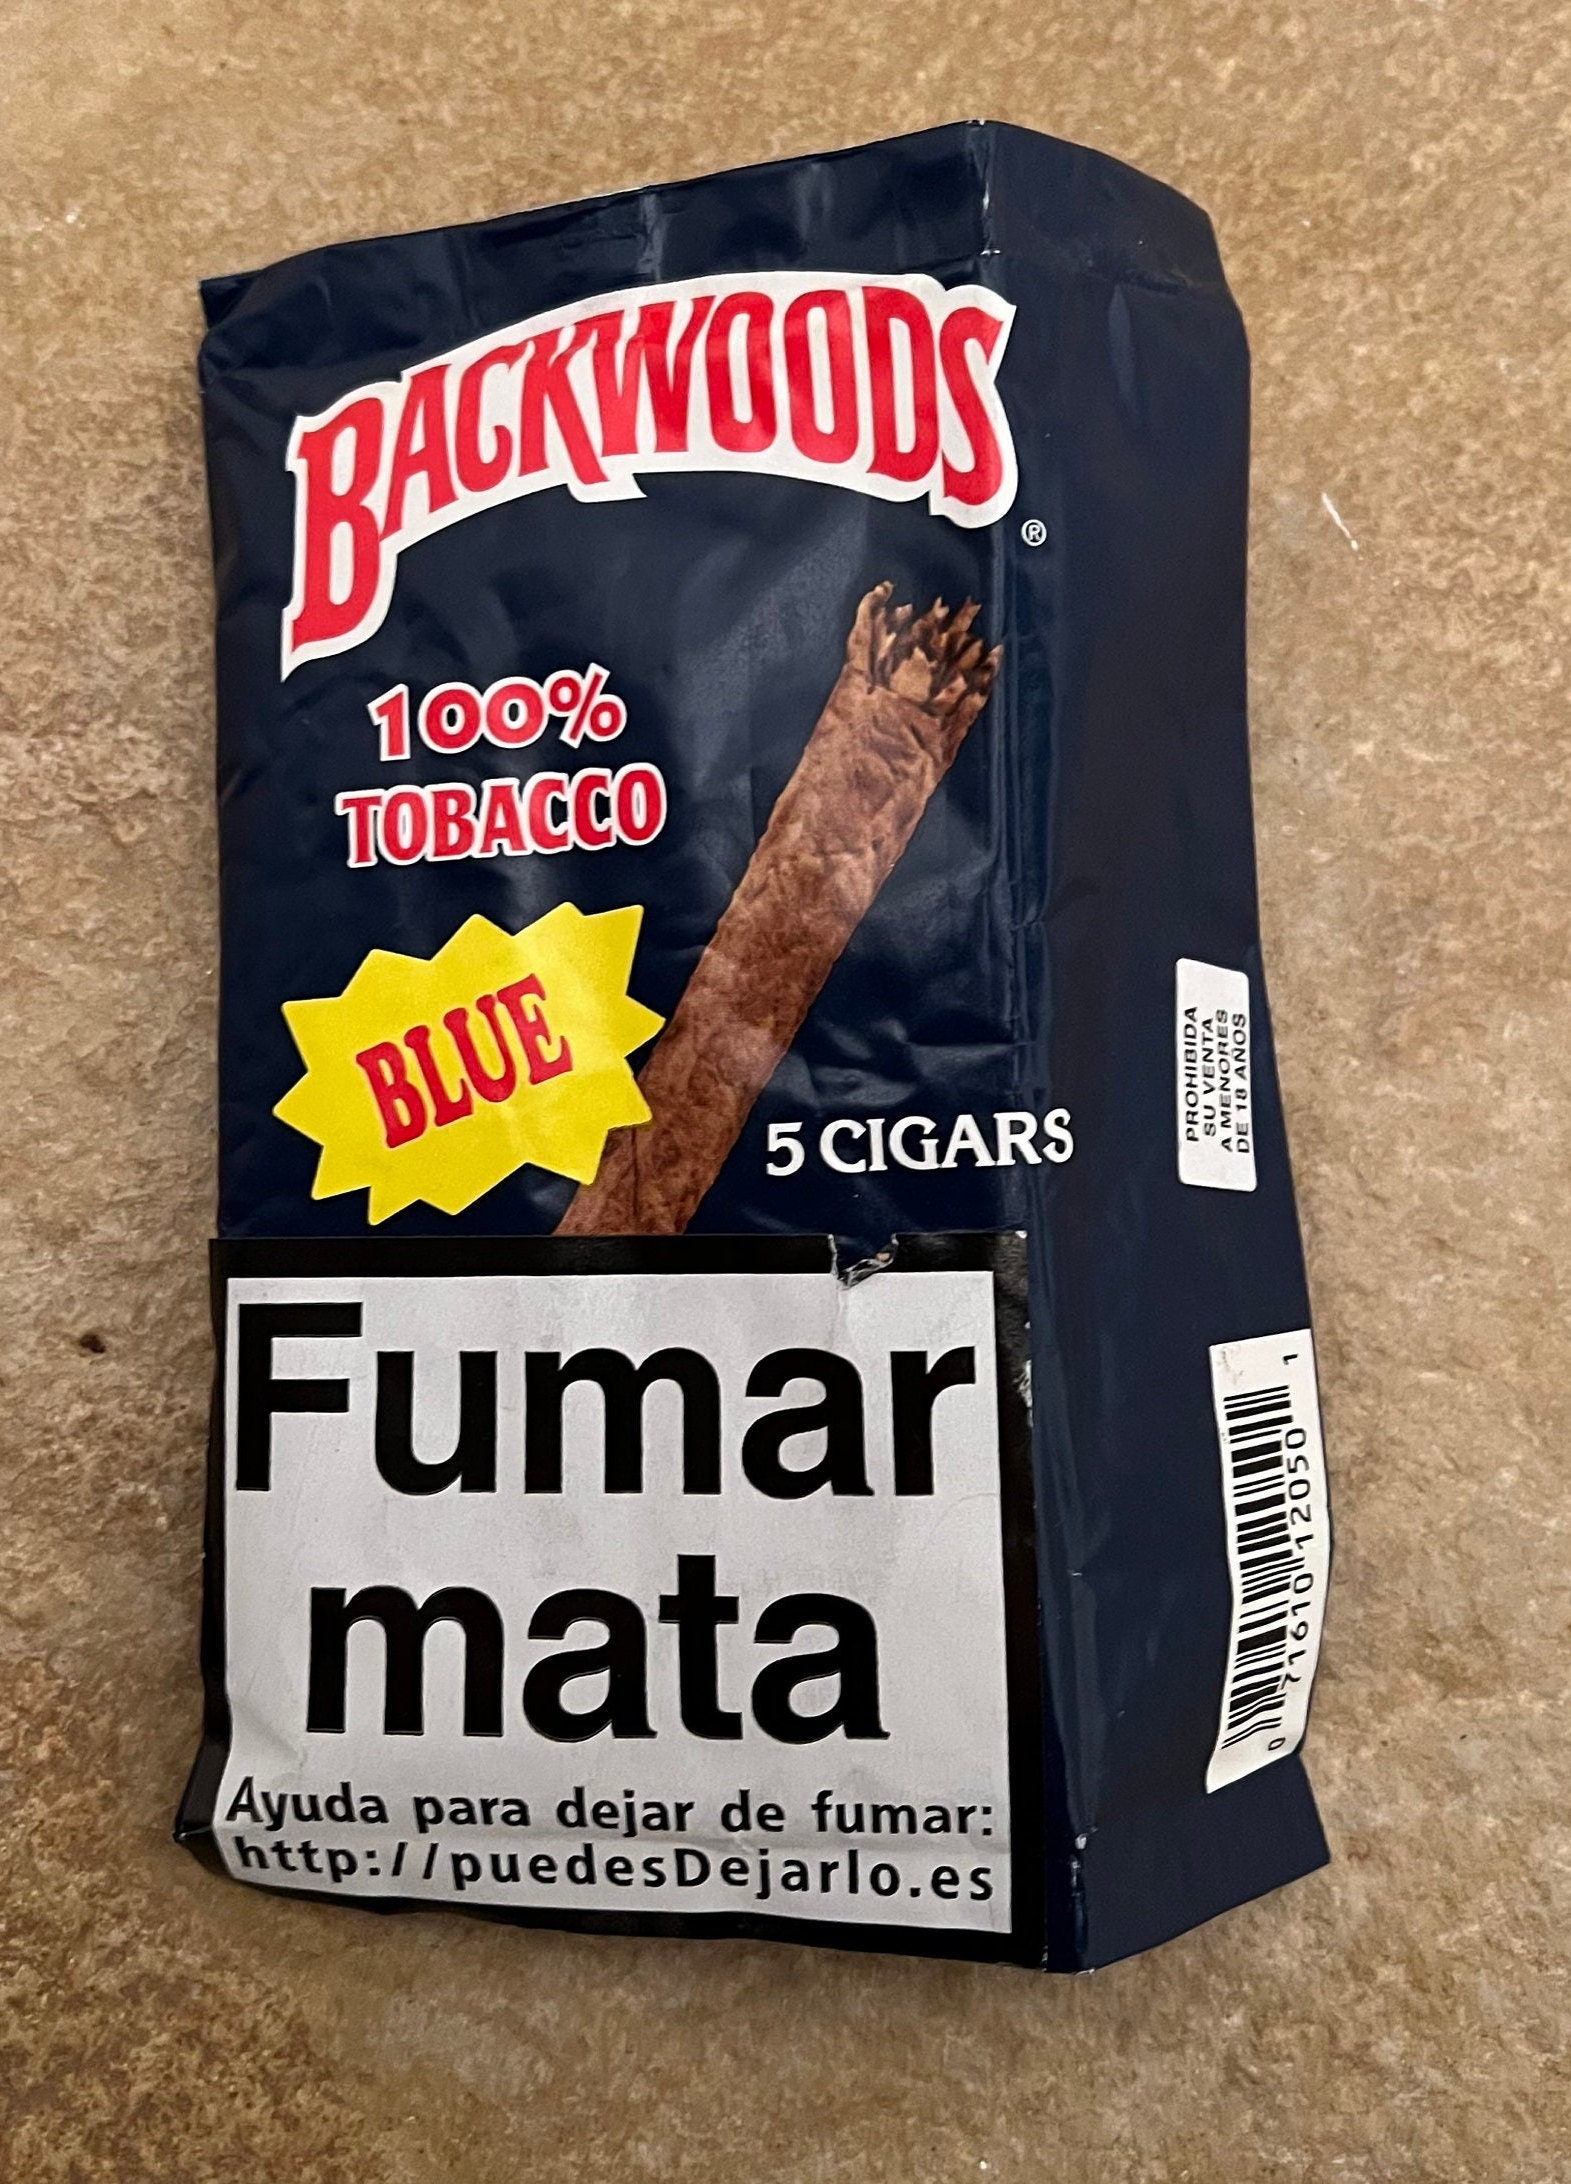 BACKWOODS
®
100%
TOBACCO
BLUE
5 CIGARS
Fumar
mata
Ayuda para dejar de fumar:
http://puedesDejarlo.es
PROHIBIDA
SU VENTA
A MENORES
DE 18 AÑOS
0 71610 12050 1